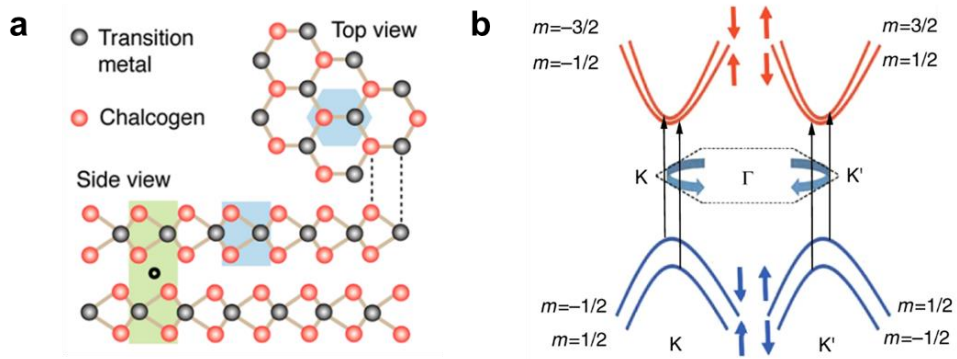 a
Transition
metal
Chalcogen
Top view
Side view
b
m=–3/2
m=–1/2
m=3/2
m=1/2
K
Γ
K'
m=–1/2
m=1/2
K
K'
m=1/2
m=–1/2